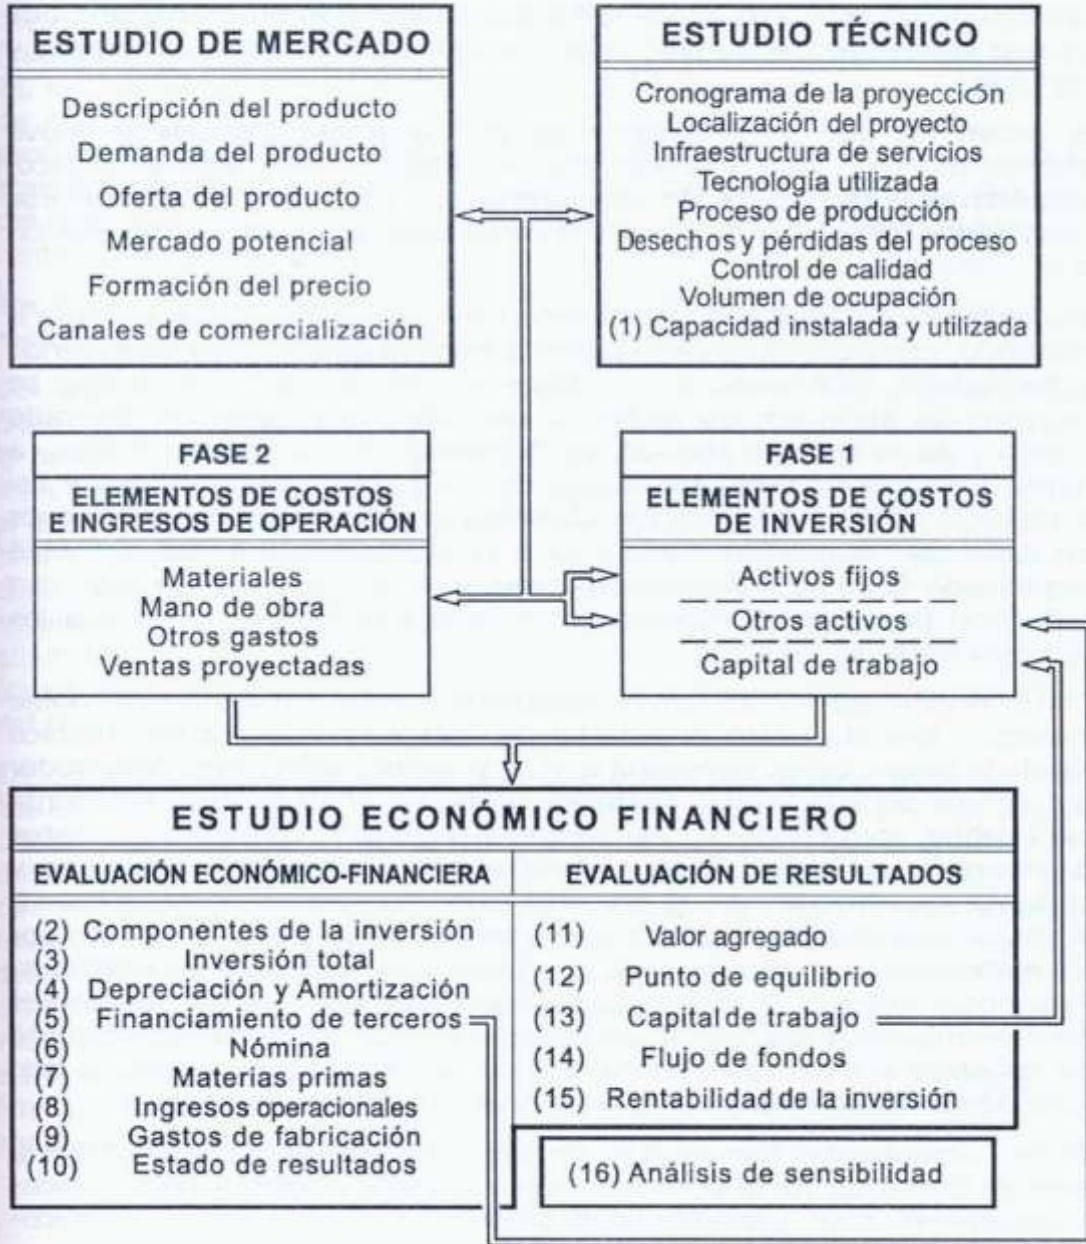 ESTUDIO DE MERCADO
Descripción del producto
Demanda del producto
Oferta del producto
Mercado potencial
Formación del precio
Canales de comercialización
ESTUDIO TÉCNICO
Cronograma de la proyección
Localización del proyecto
Infraestructura de servicios
Tecnología utilizada
Proceso de producción
Desechos y pérdidas del proceso
Control de calidad
Volumen de ocupación
(1) Capacidad instalada y utilizada
FASE 2
ELEMENTOS DE COSTOS
E INGRESOS DE OPERACIÓN
Materiales
Mano de obra
Otros gastos
Ventas proyectadas
FASE 1
ELEMENTOS DE COSTOS
DE INVERSIÓN
Activos fijos
Otros activos
Capital de trabajo
ESTUDIO ECONÓMICO FINANCIERO
EVALUACIÓN ECONÓMICO-FINANCIERA
(2) Componentes de la inversión
(3) Inversión total
(4) Depreciación y Amortización
(5) Financiamiento de terceros
(6) Nómina
(7) Materias primas
(8) Ingresos operacionales
(9) Gastos de fabricación
(10) Estado de resultados
EVALUACIÓN DE RESULTADOS
(11) Valor agregado
(12) Punto de equilibrio
(13) Capital de trabajo
(14) Flujo de fondos
(15) Rentabilidad de la inversión
(16) Análisis de sensibilidad